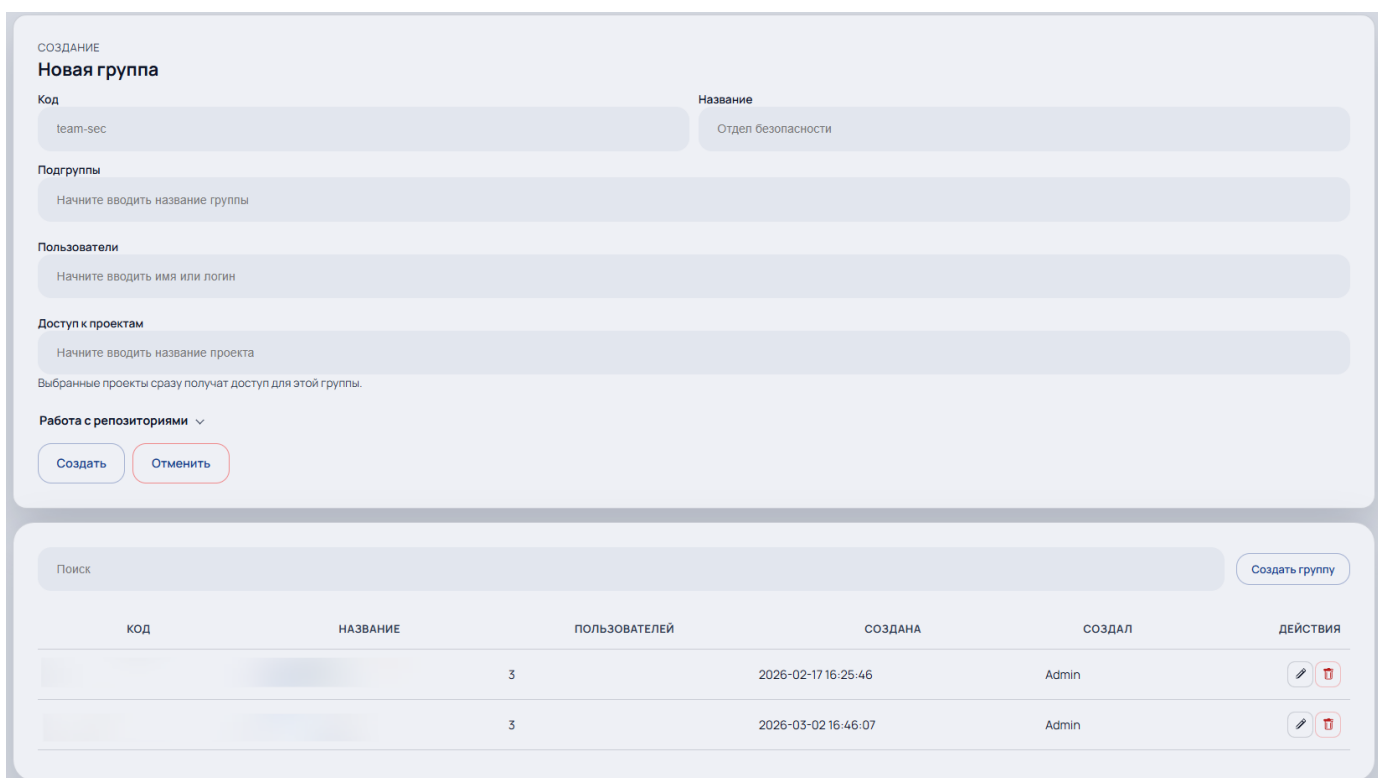 СОЗДАНИЕ
Новая группа
Код Название
team-sec Отдел безопасности
Подгруппы
Начните вводить название группы
Пользователи
Начните вводить имя или логин
Доступ к проектам
Начните вводить название проекта
Выбранные проекты сразу получат доступ для этой группы.
Работа с репозиториями
Создать Отменить
Поиск Создать группу
КОД НАЗВАНИЕ ПОЛЬЗОВАТЕЛЕЙ СОЗДАНА СОЗДАЛ ДЕЙСТВИЯ
3 2026-02-17 16:25:46 Admin
3 2026-03-02 16:46:07 Admin